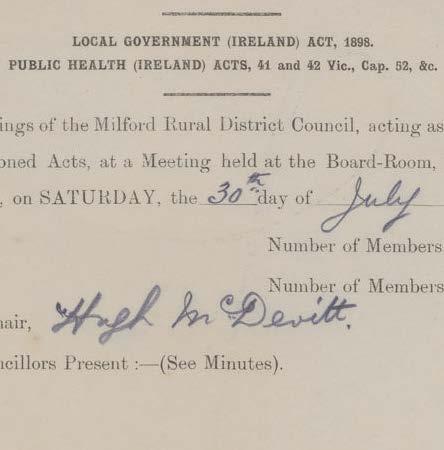 LOCAL GOVERNMENT (IRELAND) ACT, 1898.
PUBLIC HEALTH (IRELAND) ACTS, 41 and 42 Vic., Cap. 52, &c.
ings of the Milford Rural District Council, acting as
oned Acts, at a Meeting held at the Board-Room,
, on SATURDAY, the 30th day of July
Number of Members
Number of Members
hair, Hugh McDevitt.
ncillors Present :—(See Minutes).